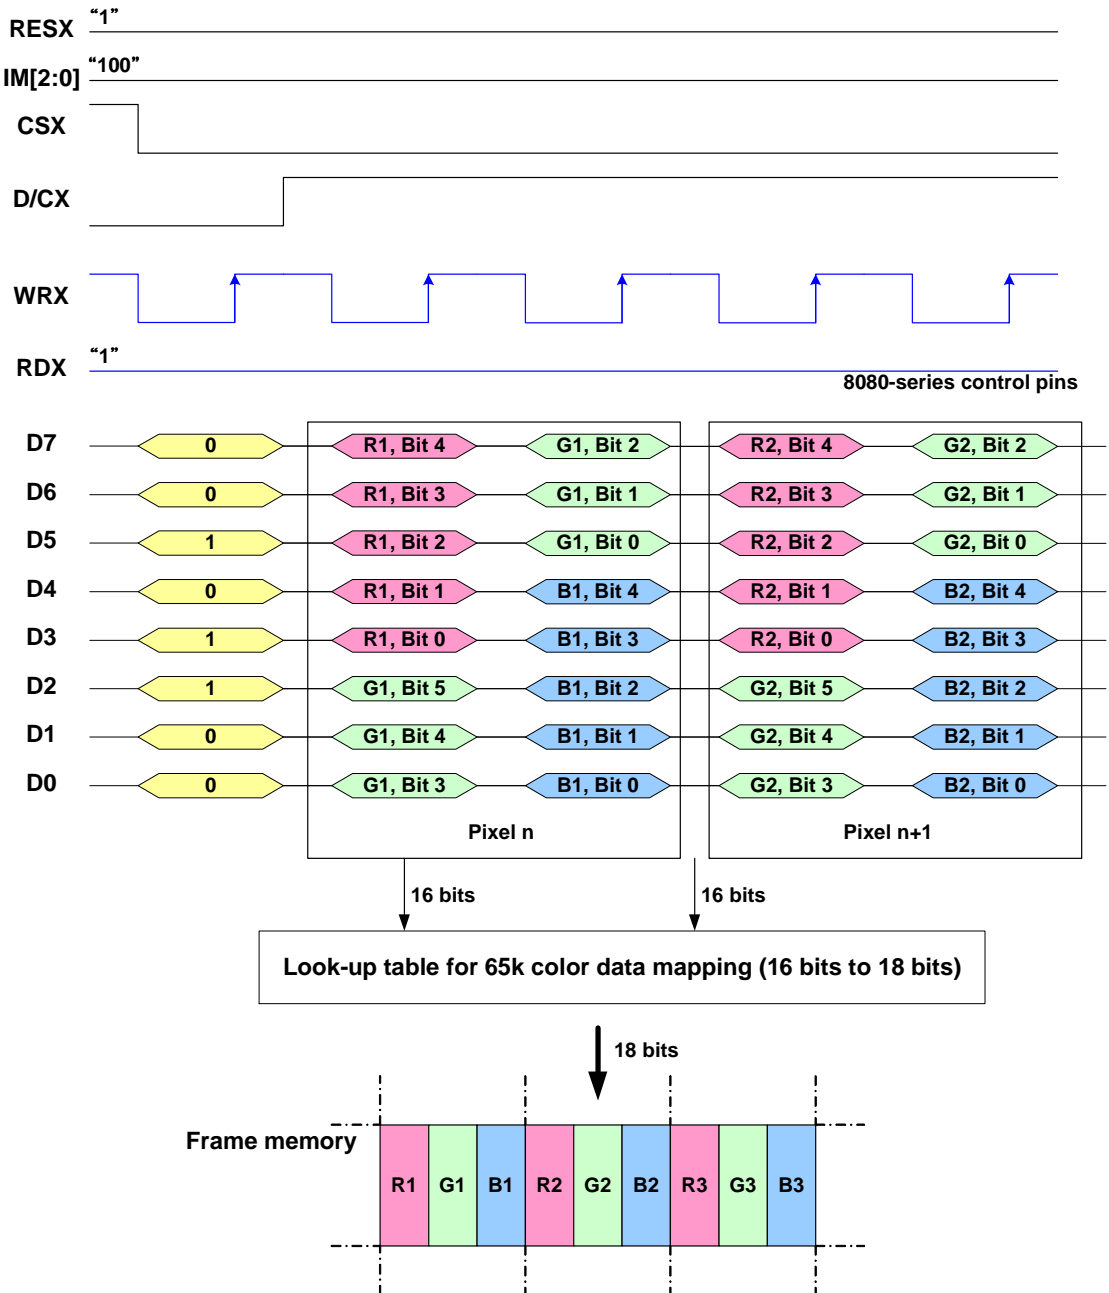 RESX “1”
IM[2:0] “100”
CSX
D/CX
WRX
RDX “1”
8080-series control pins
D7 0 R1, Bit 4 G1, Bit 2 R2, Bit 4 G2, Bit 2
D6 0 R1, Bit 3 G1, Bit 1 R2, Bit 3 G2, Bit 1
D5 1 R1, Bit 2 G1, Bit 0 R2, Bit 2 G2, Bit 0
D4 0 R1, Bit 1 B1, Bit 4 R2, Bit 1 B2, Bit 4
D3 1 R1, Bit 0 B1, Bit 3 R2, Bit 0 B2, Bit 3
D2 1 G1, Bit 5 B1, Bit 2 G2, Bit 5 B2, Bit 2
D1 0 G1, Bit 4 B1, Bit 1 G2, Bit 4 B2, Bit 1
D0 0 G1, Bit 3 B1, Bit 0 G2, Bit 3 B2, Bit 0
Pixel n Pixel n+1
16 bits 16 bits
Look-up table for 65k color data mapping (16 bits to 18 bits)
18 bits
Frame memory
R1 G1 B1 R2 G2 B2 R3 G3 B3